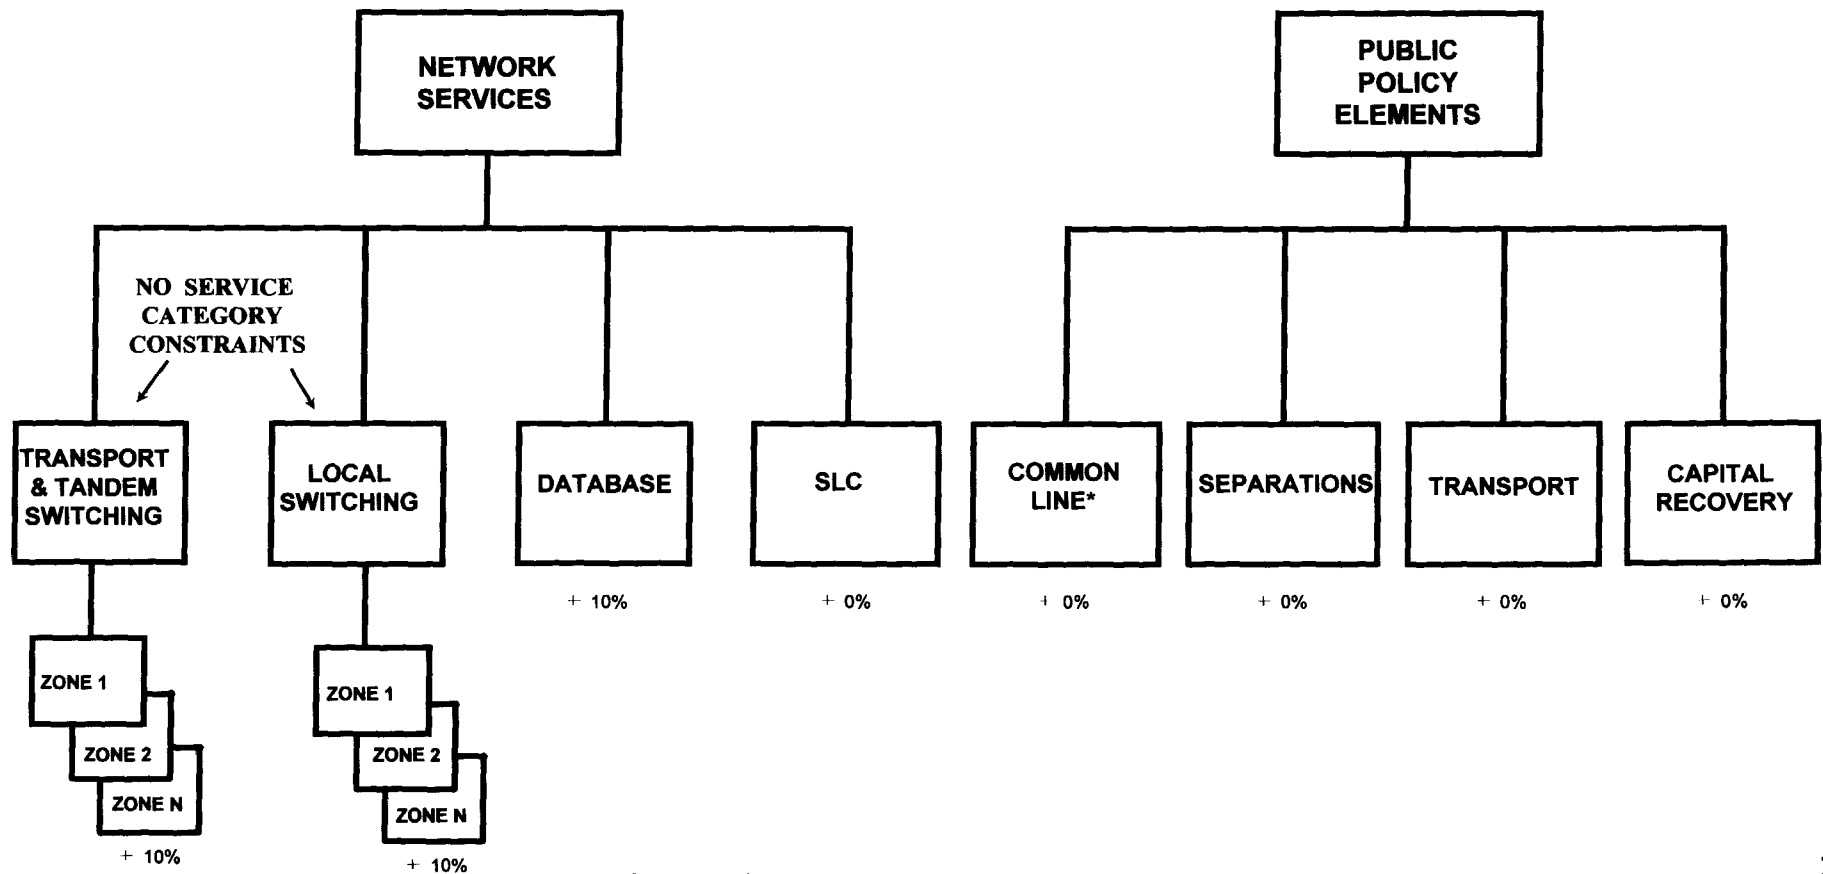 NETWORK
SERVICES
PUBLIC
POLICY
ELEMENTS
NO SERVICE
CATEGORY
CONSTRAINTS
TRANSPORT
& TANDEM
SWITCHING
LOCAL
SWITCHING
DATABASE
SLC
COMMON
LINE*
SEPARATIONS
TRANSPORT
CAPITAL
RECOVERY
+ 10%
+ 0%
+ 0%
+ 0%
+ 0%
+ 0%
ZONE 1
ZONE 2
ZONE N
+ 10%
ZONE 1
ZONE 2
ZONE N
+ 10%